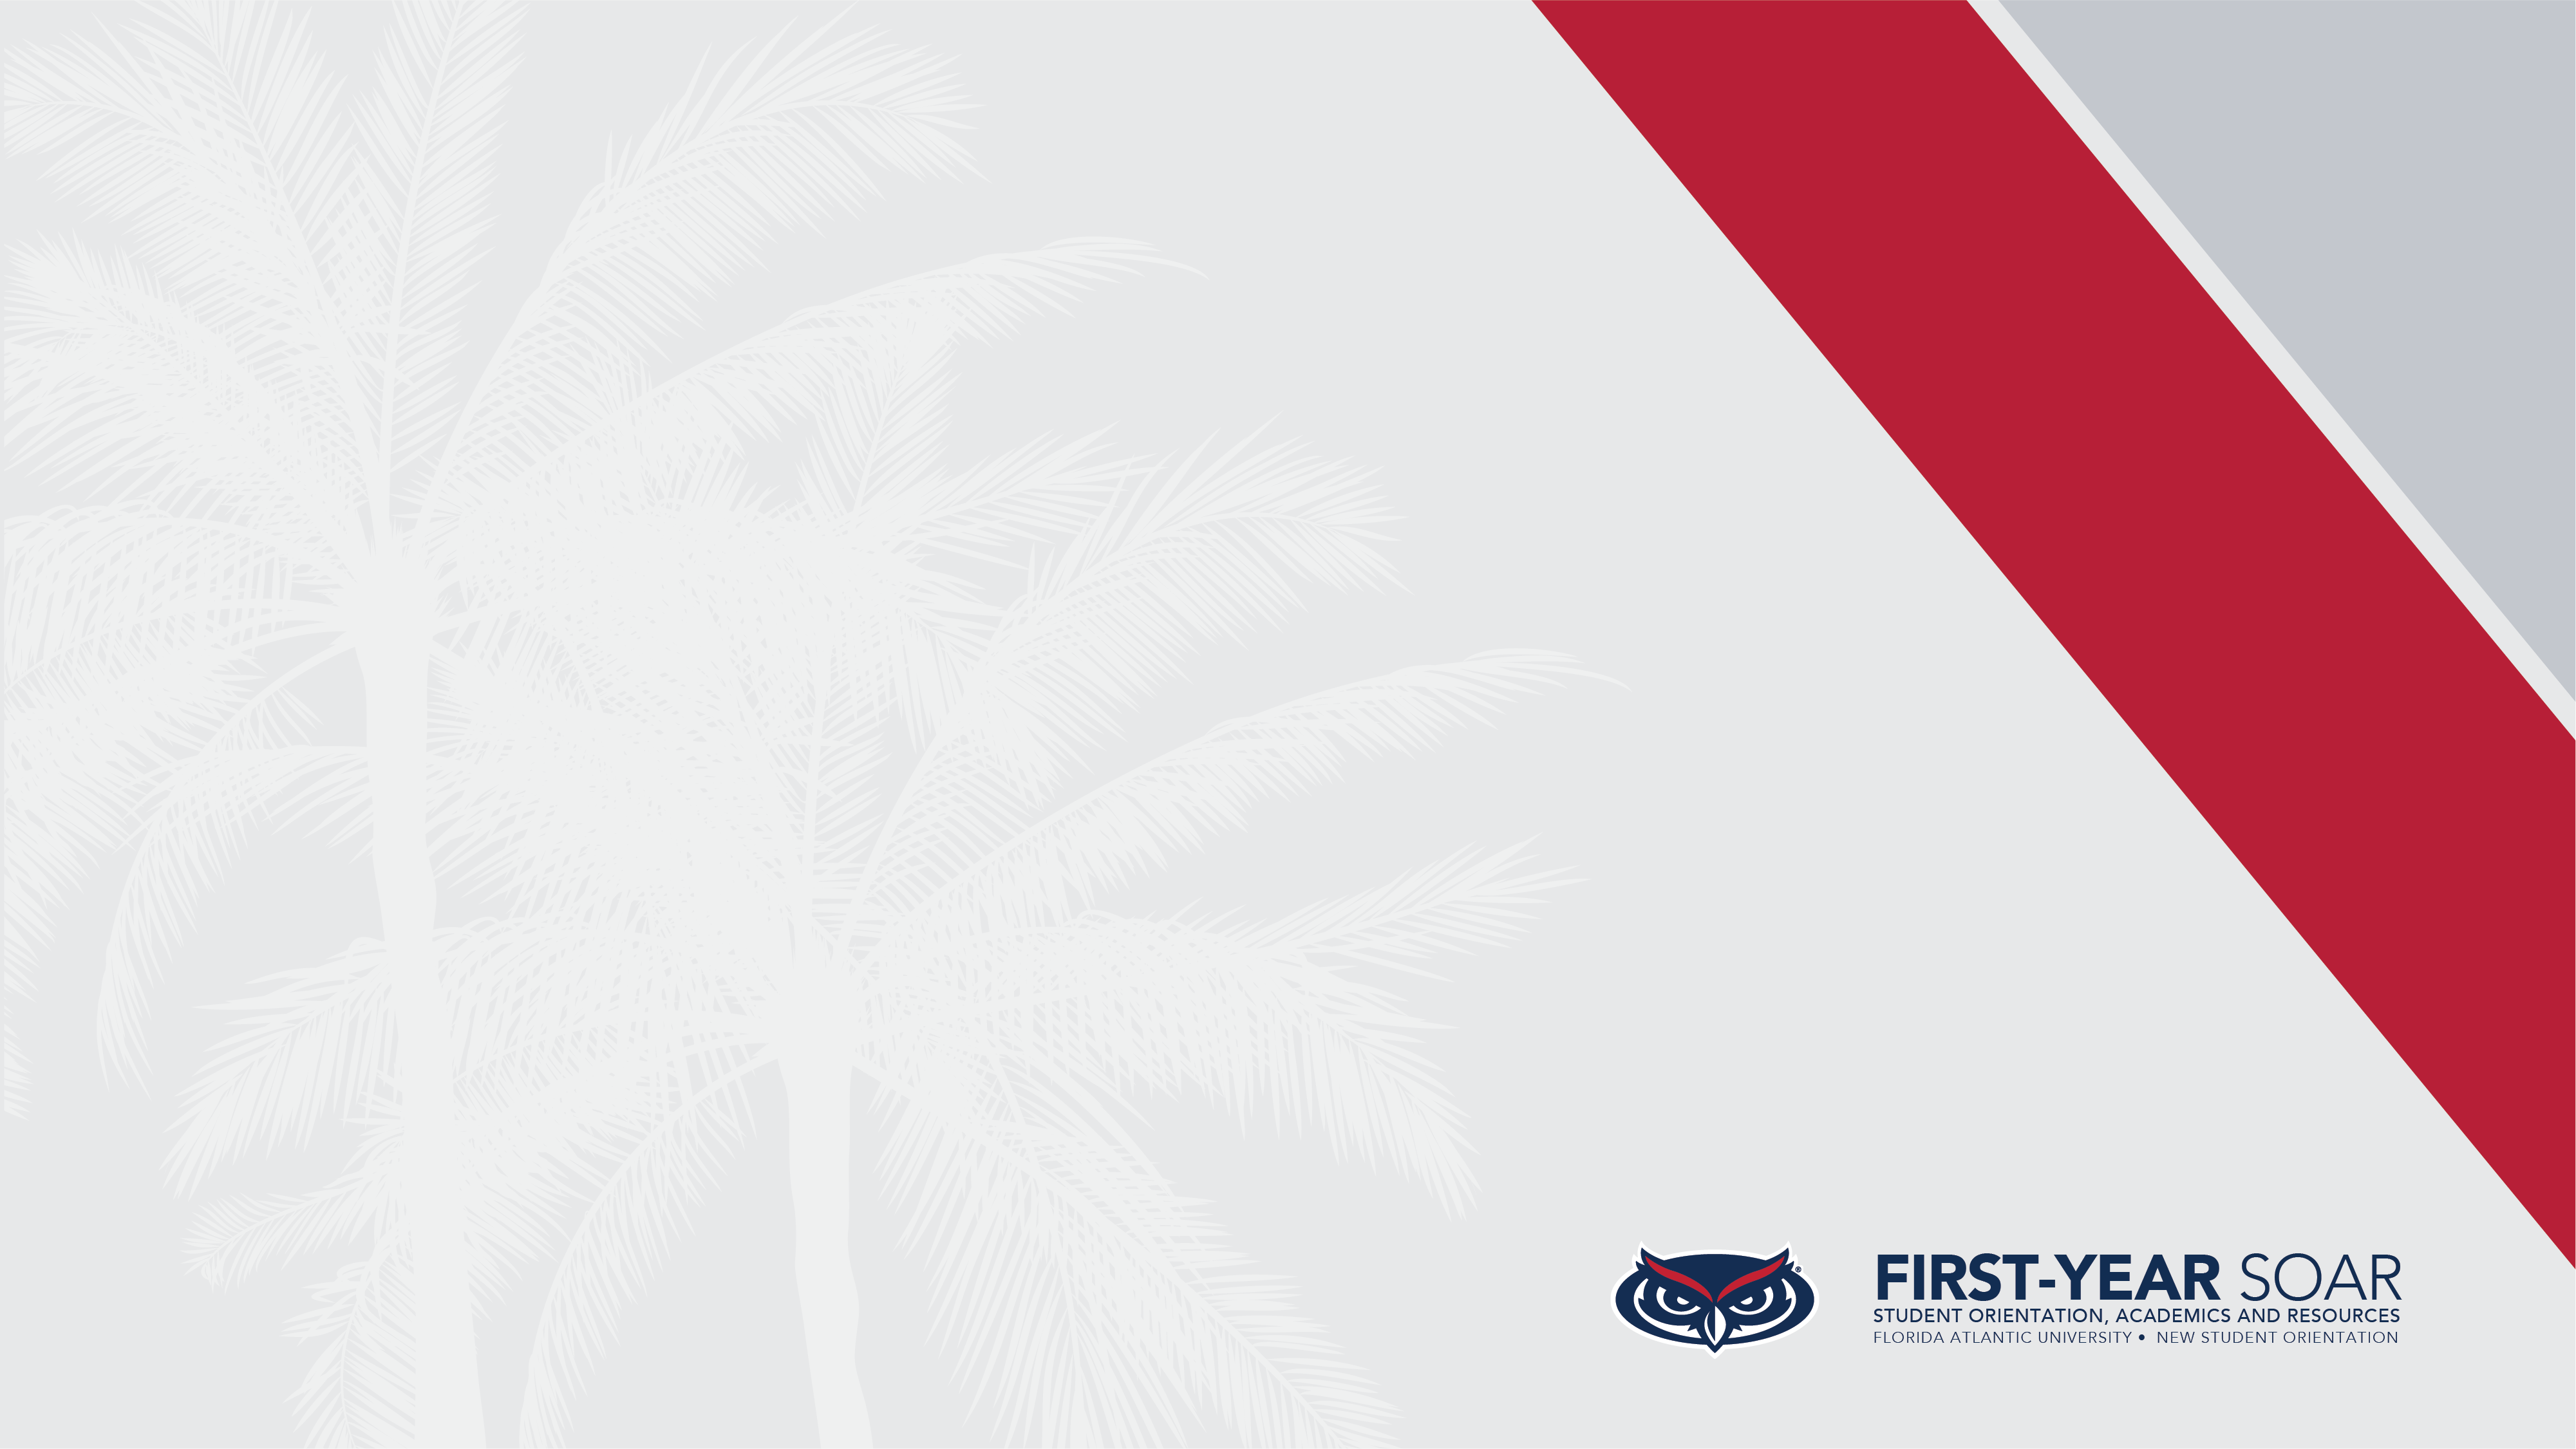 FIRST-YEAR SOAR
STUDENT ORIENTATION, ACADEMICS AND RESOURCES
FLORIDA ATLANTIC UNIVERSITY • NEW STUDENT ORIENTATION
®